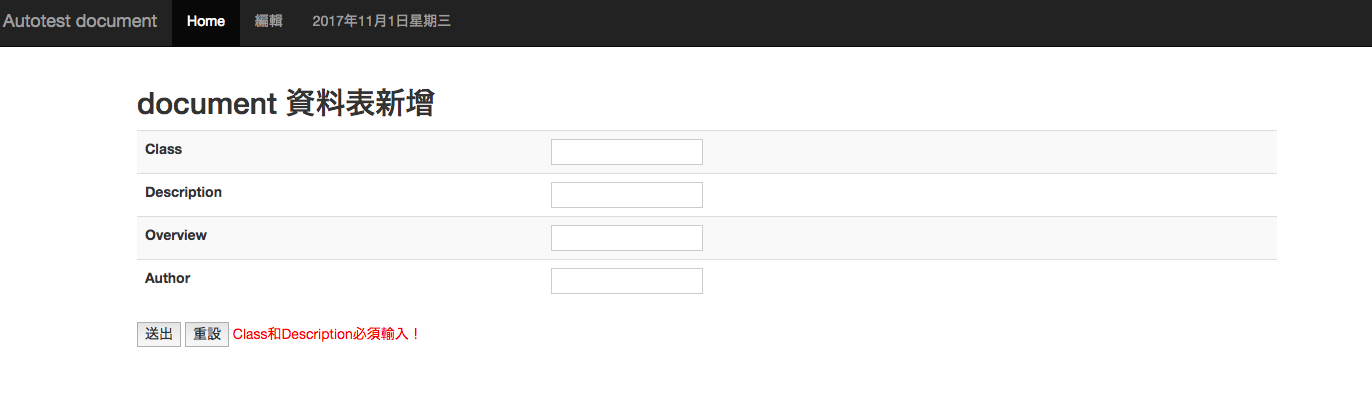 Autotest document Home 編輯 2017年11月1日星期三
document 資料表新增
Class
Description
Overview
Author
送出 重設 Class和Description必須輸入！